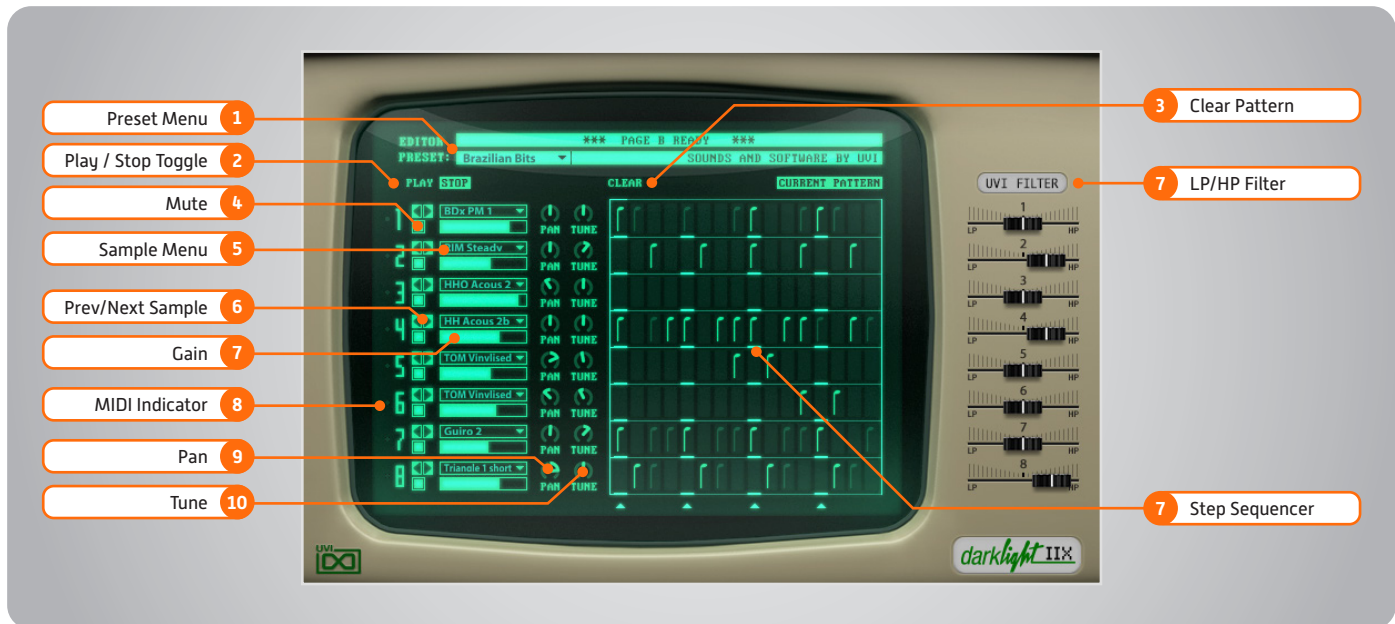 Preset Menu 1
Play / Stop Toggle 2
Mute 4
Sample Menu 5
Prev/Next Sample 6
Gain 7
MIDI Indicator 8
Pan 9
Tune 10
EDITOR *** PAGE B READY ***
PRESET: Brazilian Bits SOUNDS AND SOFTWARE BY UVI
PLAY STOP CLEAR CURRENT PATTERN
1 BDx PM 1 PAN TUNE
2 RIM Steady PAN TUNE
3 HHO Acous 2 PAN TUNE
4 HH Acous 2b PAN TUNE
5 TOM Vinylised PAN TUNE
6 TOM Vinylised PAN TUNE
7 Guiro 2 PAN TUNE
8 Triangle 1 short PAN TUNE
3 Clear Pattern
7 LP/HP Filter
7 Step Sequencer
UVI FILTER
1
LP HP
2
LP HP
3
LP HP
4
LP HP
5
LP HP
6
LP HP
7
LP HP
8
LP HP
UVI
darklight IIX